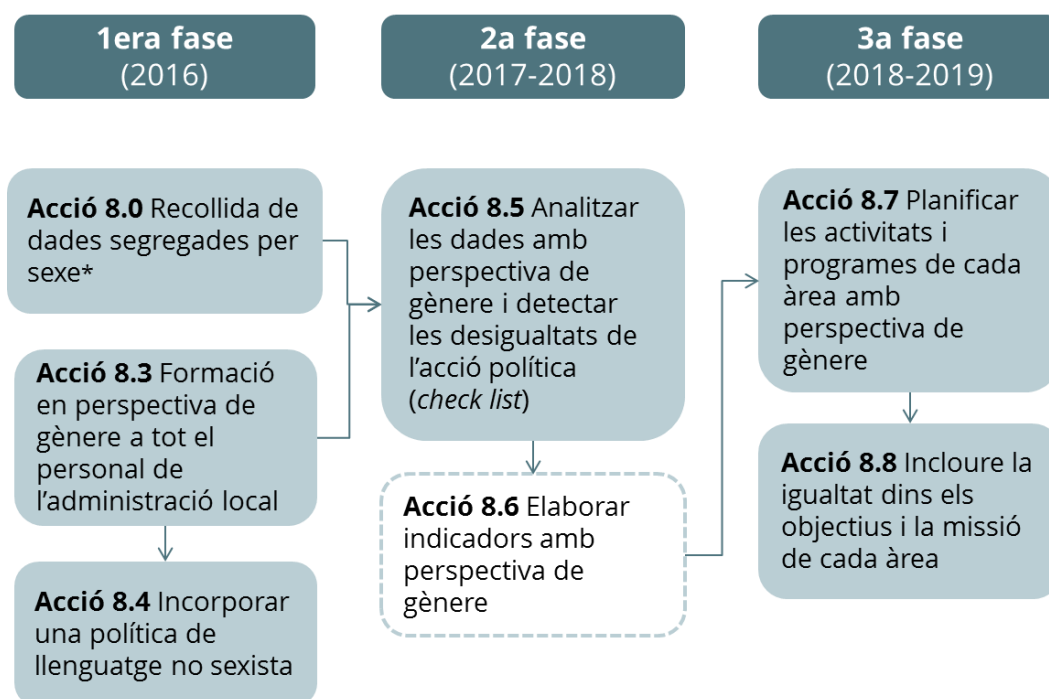 1era fase
(2016)
2a fase
(2017-2018)
3a fase
(2018-2019)
Acció 8.0 Recollida de
dades segregades per
sexe*
Acció 8.3 Formació
en perspectiva de
gènere a tot el
personal de
l’administració local
Acció 8.4 Incorporar
una política de
llenguatge no sexista
Acció 8.5 Analitzar
les dades amb
perspectiva de
gènere i detectar
les desigualtats de
l’acció política
(check list)
Acció 8.6 Elaborar
indicadors amb
perspectiva de
gènere
Acció 8.7 Planificar
les activitats i
programes de cada
àrea amb
perspectiva de
gènere
Acció 8.8 Incloure la
igualtat dins els
objectius i la missió
de cada àrea